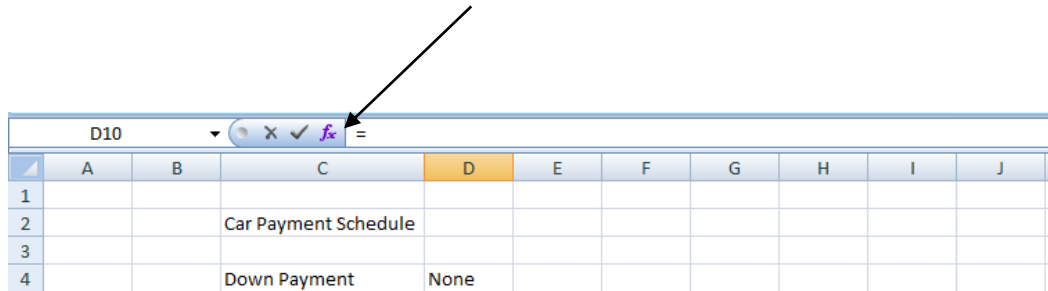 D10 fx =
A B C D E F G H I J
1
2 Car Payment Schedule
3
4 Down Payment None